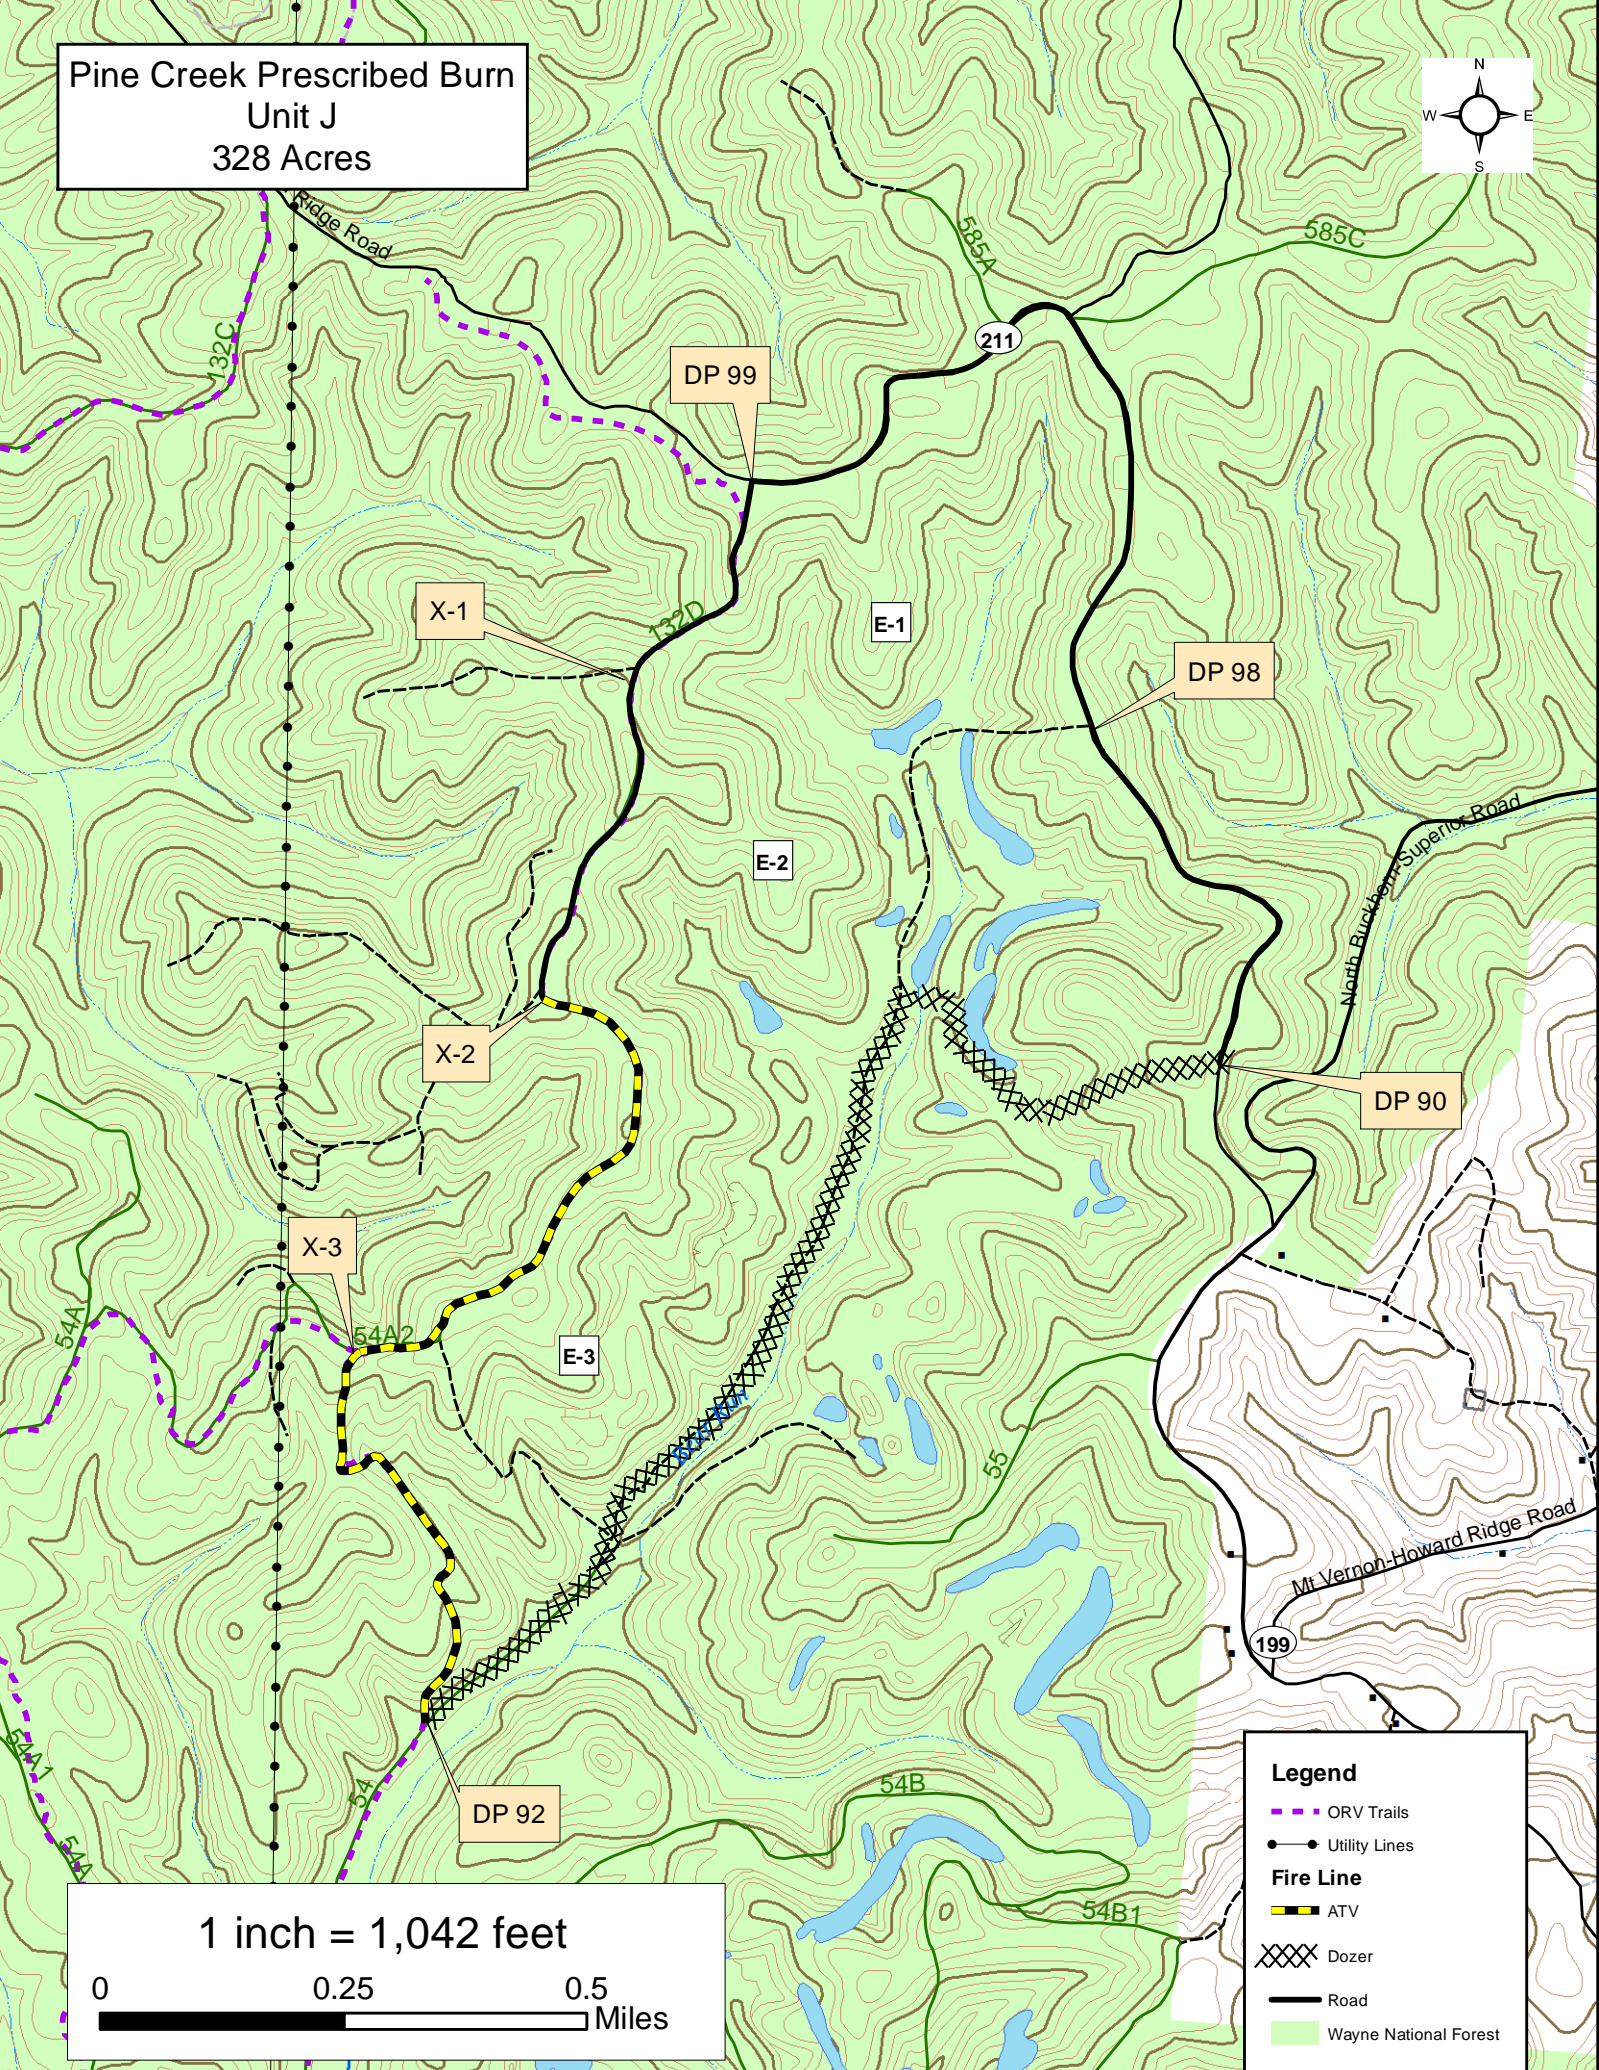 Pine Creek Prescribed Burn
Unit J
328 Acres
N
W
E
S
Ridge Road
585A
585C
132C
211
DP 99
X-1
132D
E-1
DP 98
E-2
North Buckhorn-Superior Road
X-2
DP 90
X-3
54A2
54A
E-3
55
Mt Vernon-Howard Ridge Road
199
54A1
54
54B
DP 92
54A
54B1
1 inch = 1,042 feet
0 0.25 0.5
Miles
Legend
ORV Trails
Utility Lines
Fire Line
ATV
Dozer
Road
Wayne National Forest